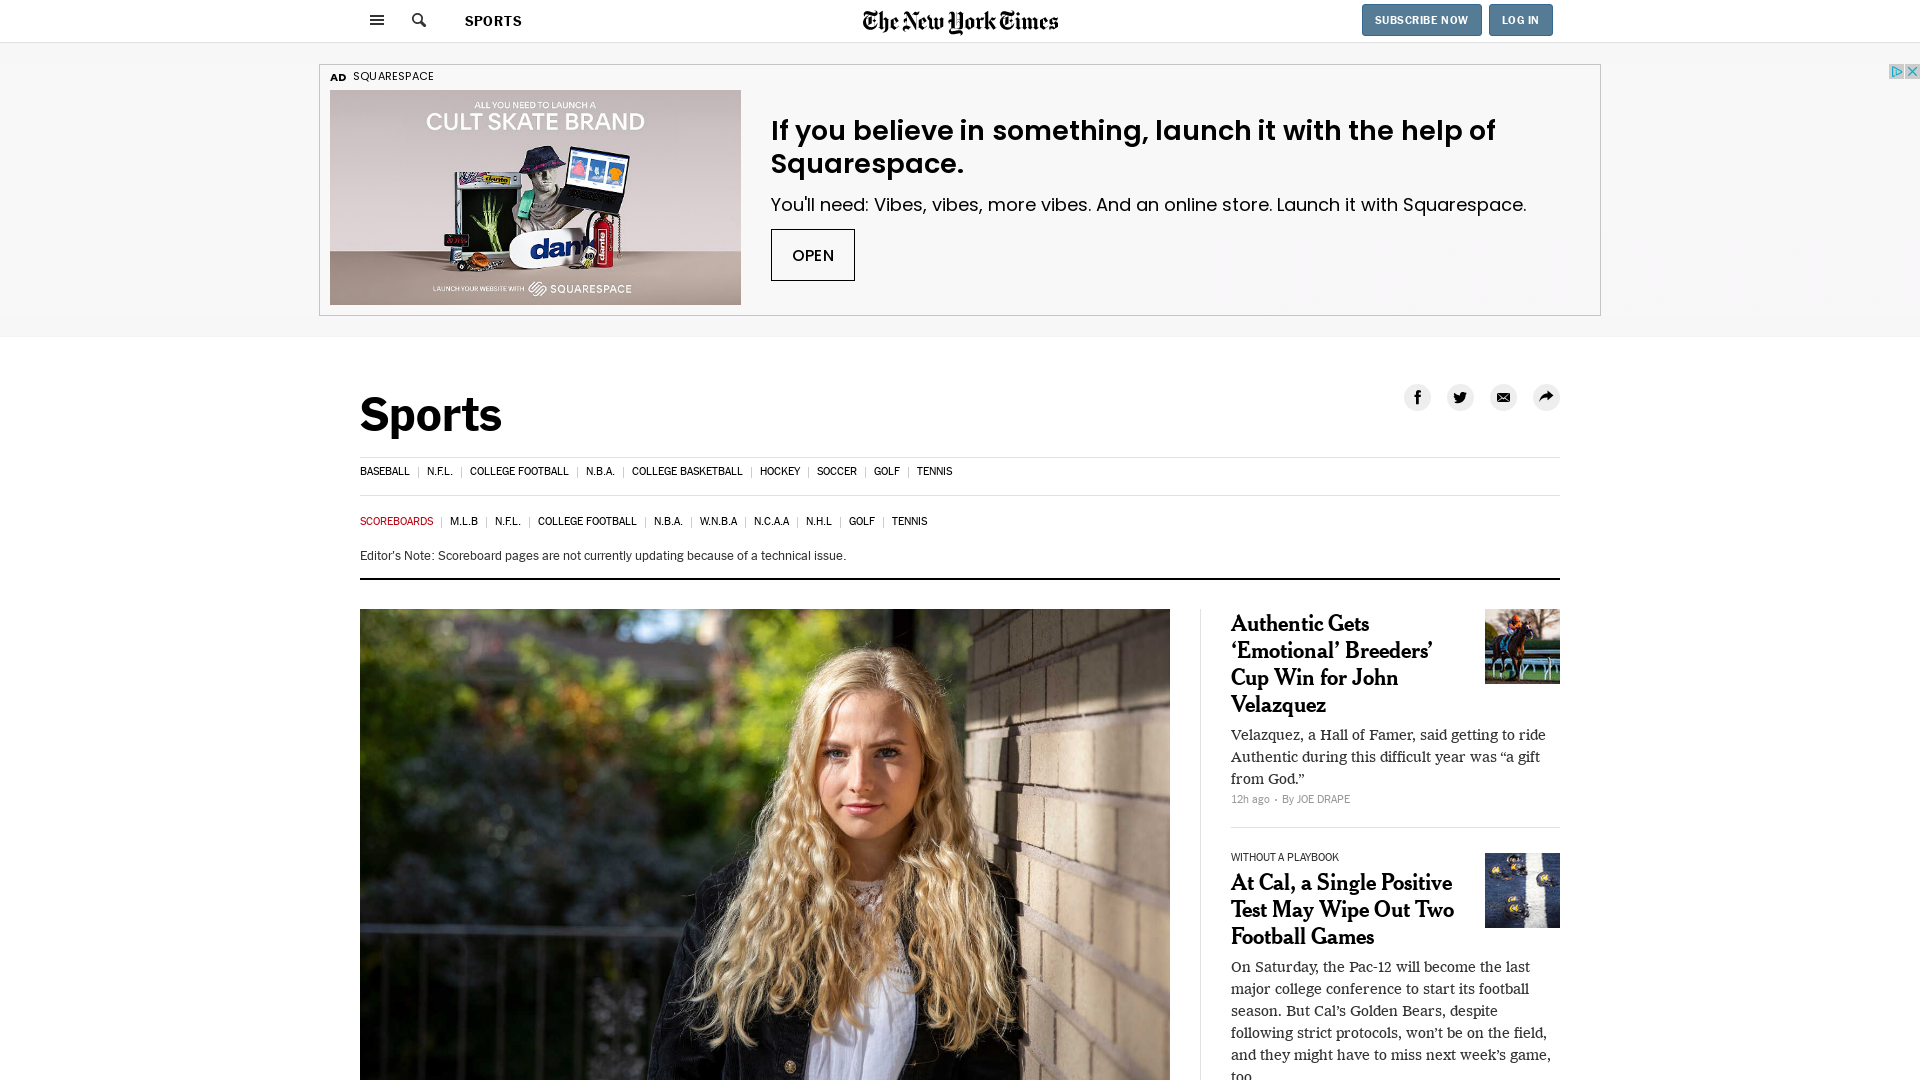 SPORTS
The New York Times
SUBSCRIBE NOW
LOG IN
AD SQUARESPACE
ALL YOU NEED TO LAUNCH A
CULT SKATE BRAND
dante
dante
LAUNCH YOUR WEBSITE WITH SQUARESPACE
If you believe in something, launch it with the help of
Squarespace.
You'll need: Vibes, vibes, more vibes. And an online store. Launch it with Squarespace.
OPEN
Sports
BASEBALL N.F.L. COLLEGE FOOTBALL N.B.A. COLLEGE BASKETBALL HOCKEY SOCCER GOLF TENNIS
SCOREBOARDS M.L.B N.F.L. COLLEGE FOOTBALL N.B.A. W.N.B.A N.C.A.A N.H.L GOLF TENNIS
Editor's Note: Scoreboard pages are not currently updating because of a technical issue.
Authentic Gets
‘Emotional’ Breeders’
Cup Win for John
Velazquez
Velazquez, a Hall of Famer, said getting to ride
Authentic during this difficult year was “a gift
from God.”
12h ago • By JOE DRAPE
WITHOUT A PLAYBOOK
At Cal, a Single Positive
Test May Wipe Out Two
Football Games
On Saturday, the Pac-12 will become the last
major college conference to start its football
season. But Cal’s Golden Bears, despite
following strict protocols, won’t be on the field,
and they might have to miss next week’s game,
too.